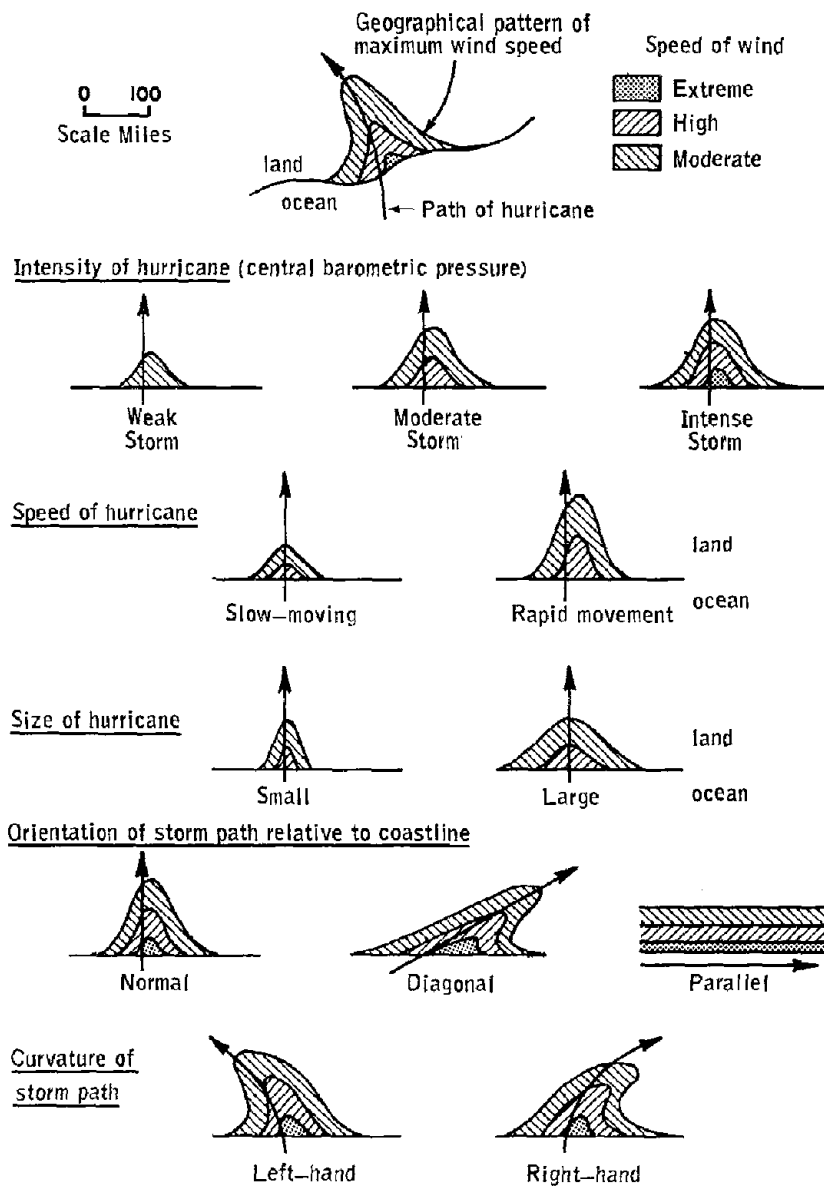 Geographical pattern of
maximum wind speed
Speed of wind
0 100
Scale Miles
Extreme
High
Moderate
land
ocean
Path of hurricane
Intensity of hurricane (central barometric pressure)
Weak
Storm
Moderate
Storm
Intense
Storm
Speed of hurricane
land
ocean
Slow-moving
Rapid movement
Size of hurricane
land
ocean
Small
Large
Orientation of storm path relative to coastline
Normal
Diagonal
Parallel
Curvature of
storm path
Left-hand
Right-hand